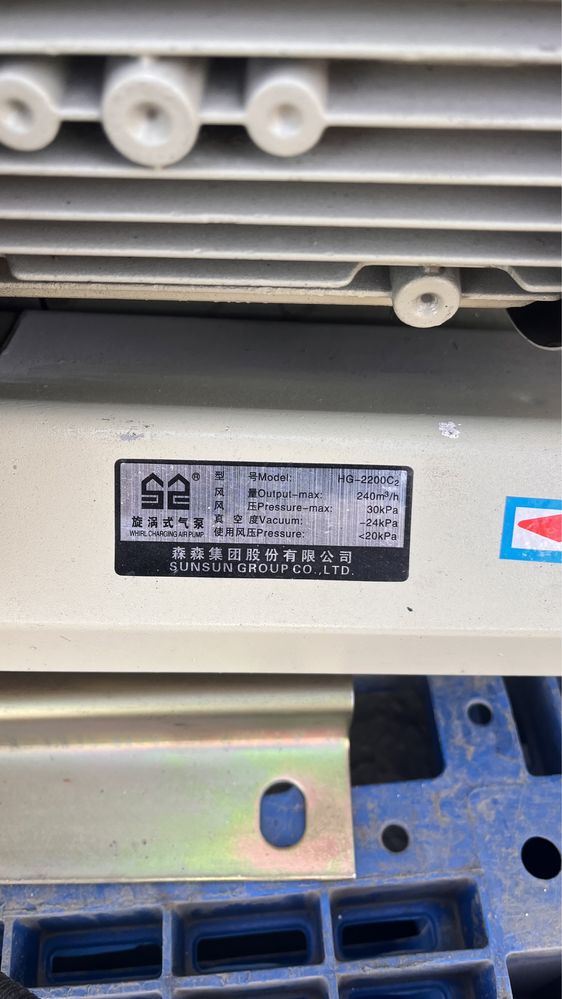 ®
旋涡式气泵
WHIRL CHARGING AIR PUMP
型 号Model: HG-2200C₂
风 量Output-max: 240m³/h
风 压Pressure-max: 30kPa
真 空 度Vacuum: -24kPa
使用风压Pressure: <20kPa
森森集团股份有限公司
SUNSUN GROUP CO.,LTD.